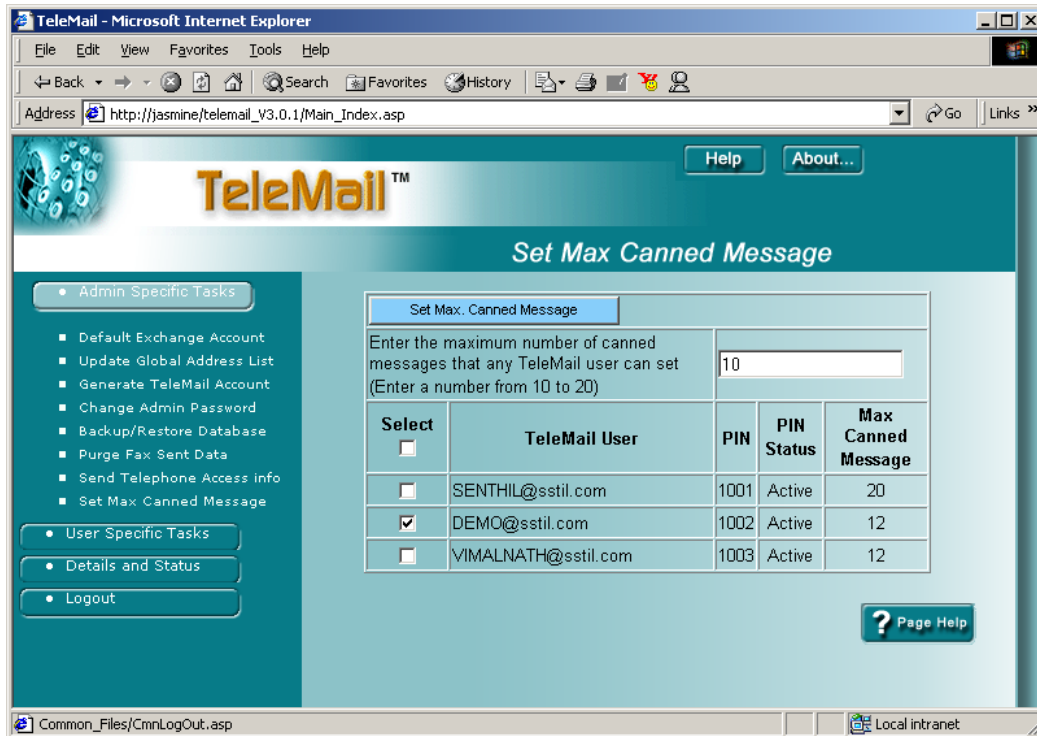 TeleMail - Microsoft Internet Explorer
File Edit View Favorites Tools Help
Back Search Favorites History
Address http://jasmine/telemail_V3.0.1/Main_Index.asp Go Links »
Help About...
TeleMail™
Set Max Canned Message
Admin Specific Tasks
Default Exchange Account
Update Global Address List
Generate TeleMail Account
Change Admin Password
Backup/Restore Database
Purge Fax Sent Data
Send Telephone Access info
Set Max Canned Message
User Specific Tasks
Details and Status
Logout
Set Max. Canned Message
Enter the maximum number of canned
messages that any TeleMail user can set
(Enter a number from 10 to 20)
10
Select TeleMail User PIN PIN Status Max Canned Message
SENTHIL@sstil.com 1001 Active 20
DEMO@sstil.com 1002 Active 12
VIMALNATH@sstil.com 1003 Active 12
? Page Help
Common_Files/CmnLogOut.asp Local intranet